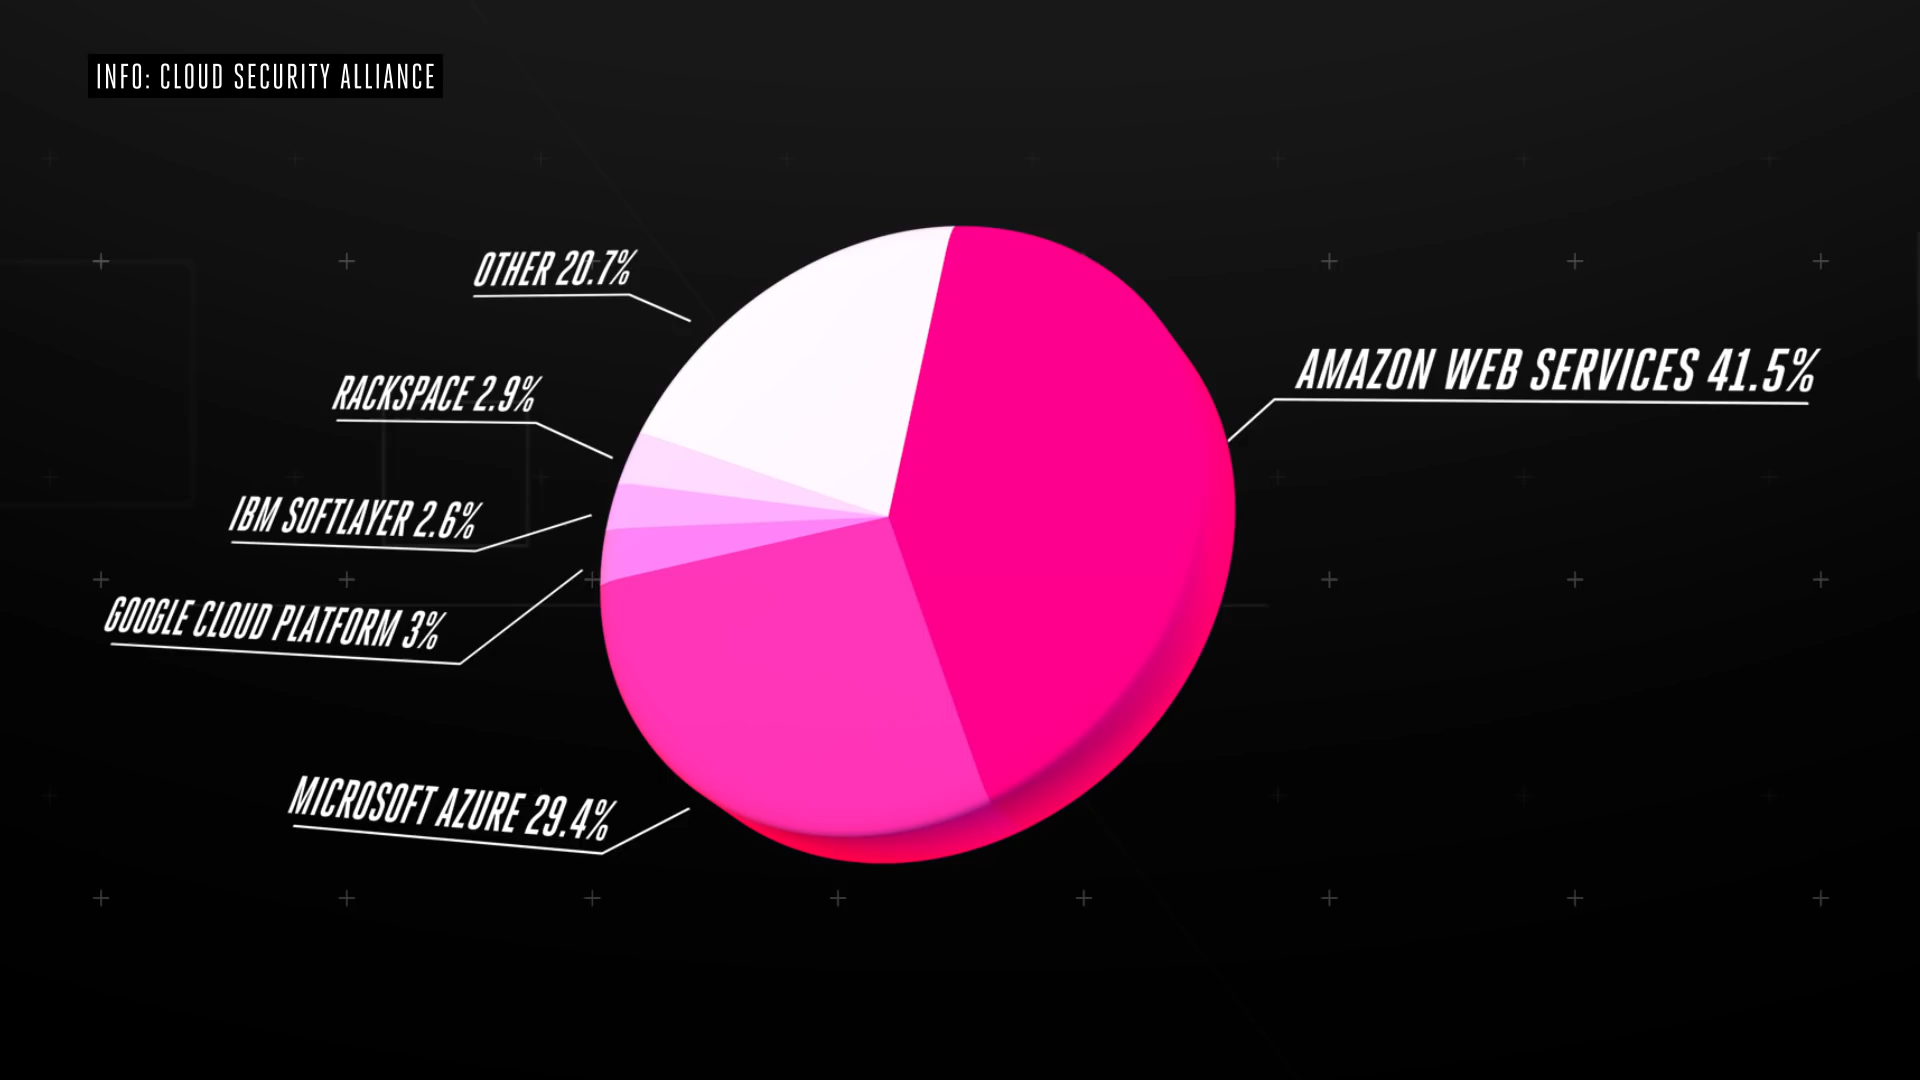 INFO: CLOUD SECURITY ALLIANCE
OTHER 20.7%
RACKSPACE 2.9%
IBM SOFTLAYER 2.6%
GOOGLE CLOUD PLATFORM 3%
MICROSOFT AZURE 29.4%
AMAZON WEB SERVICES 41.5%